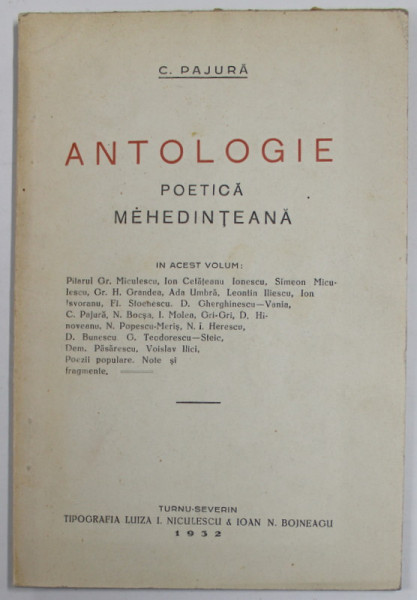 C. PAJURĂ
ANTOLOGIE
POETICĂ
MEHEDINȚEANĂ
IN ACEST VOLUM:
Pitarul Gr. Miculescu, Ion Cetățeanu Ionescu, Simeon Micu-
lescu, Gr. H. Grandea, Ada Umbră, Leontin Iliescu, Ion
Isvoranu, Fl. Stochescu. D. Gherghinescu—Vania,
C. Pajură, N. Bocșa, I. Molea, Gri-Gri, D. Hi-
noveanu, N. Popescu-Meriș, N. I. Herescu,
D. Bunescu G. Teodorescu—Steic,
Dem. Păsărescu, Voislav Ilici,
Poezii populare. Note și
fragmente.
TURNU-SEVERIN
TIPOGRAFIA LUIZA I. NICULESCU & IOAN N. BOJNEAGU
1932